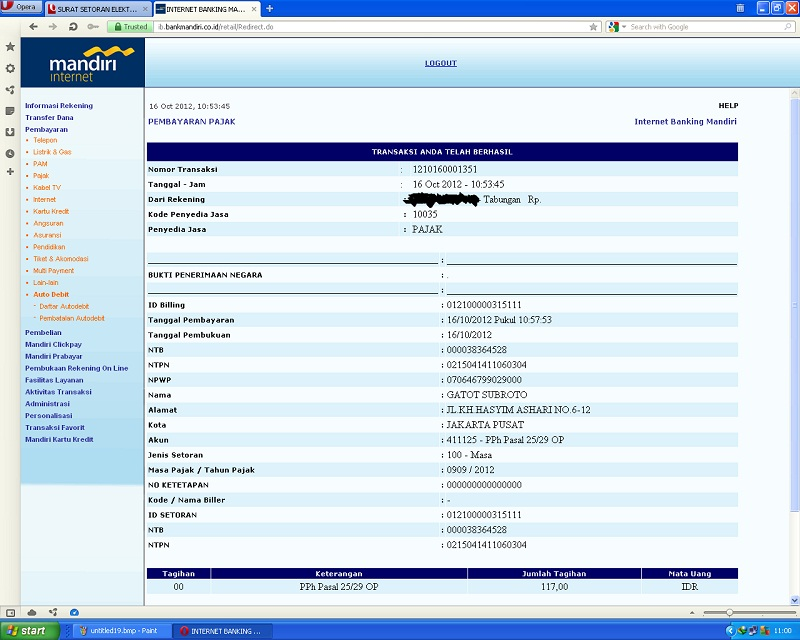 Opera
SURAT SETORAN ELEKT...
INTERNET BANKING MA...
Trusted
ib.bankmandiri.co.id/retail/Redirect.do
Search with Google
mandiri
internet
LOGOUT
Informasi Rekening
Transfer Dana
Pembayaran
Telepon
Listrik & Gas
PAM
Pajak
Kabel TV
Internet
Kartu Kredit
Angsuran
Asuransi
Pendidikan
Tiket & Akomodasi
Multi Payment
Lain-lain
Auto Debit
Daftar Autodebit
Pembatalan Autodebit
Pembelian
Mandiri Clickpay
Mandiri Prabayar
Pembukaan Rekening On Line
Fasilitas Layanan
Aktivitas Transaksi
Administrasi
Personalisasi
Transaksi Favorit
Mandiri Kartu Kredit
16 Oct 2012, 10:53:45
HELP
PEMBAYARAN PAJAK
Internet Banking Mandiri
TRANSAKSI ANDA TELAH BERHASIL
Nomor Transaksi : 1210160001351
Tanggal - Jam : 16 Oct 2012 - 10:53:45
Dari Rekening Tabungan Rp.
Kode Penyedia Jasa : 10035
Penyedia Jasa : PAJAK
:
BUKTI PENERIMAAN NEGARA : .
:
ID Billing : 012100000315111
Tanggal Pembayaran : 16/10/2012 Pukul 10:57:53
Tanggal Pembukuan : 16/10/2012
NTB : 000038364528
NTPN : 0215041411060304
NPWP : 070646799029000
Nama : GATOT SUBROTO
Alamat : JL.KH.HASYIM ASHARI NO.6-12
Kota : JAKARTA PUSAT
Akun : 411125 - PPh Pasal 25/29 OP
Jenis Setoran : 100 - Masa
Masa Pajak / Tahun Pajak : 0909 / 2012
NO KETETAPAN : 000000000000000
Kode / Nama Biller : -
ID SETORAN : 012100000315111
NTB : 000038364528
NTPN : 0215041411060304
Tagihan Keterangan Jumlah Tagihan Mata Uang
00 PPh Pasal 25/29 OP 117,00 IDR
start
untitled19.bmp - Paint
INTERNET BANKING ...
11:00